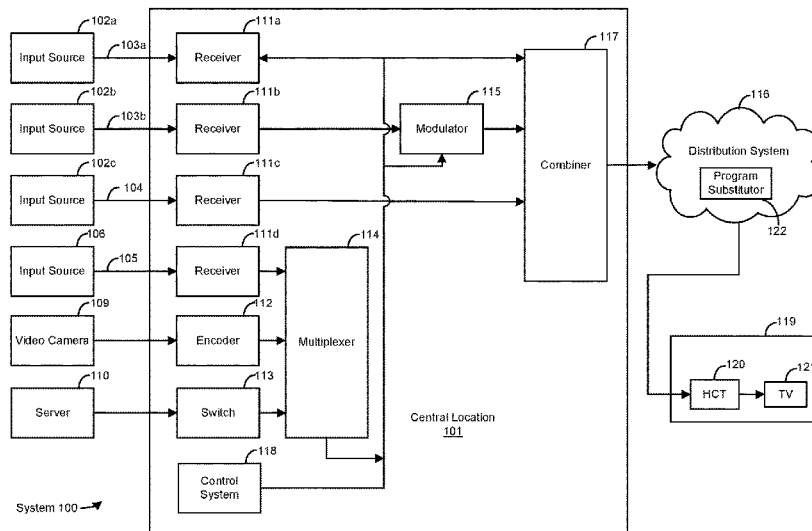 102a
Input Source
103a
111a
Receiver
117
Combiner
102b
Input Source
103b
111b
Receiver
115
Modulator
116
Distribution System
Program
Substitutor
122
102c
Input Source
104
111c
Receiver
106
Input Source
105
111d
Receiver
114
Multiplexer
109
Video Camera
112
Encoder
110
Server
113
Switch
118
Control
System
Central Location
101
119
120
HCT
121
TV
System 100